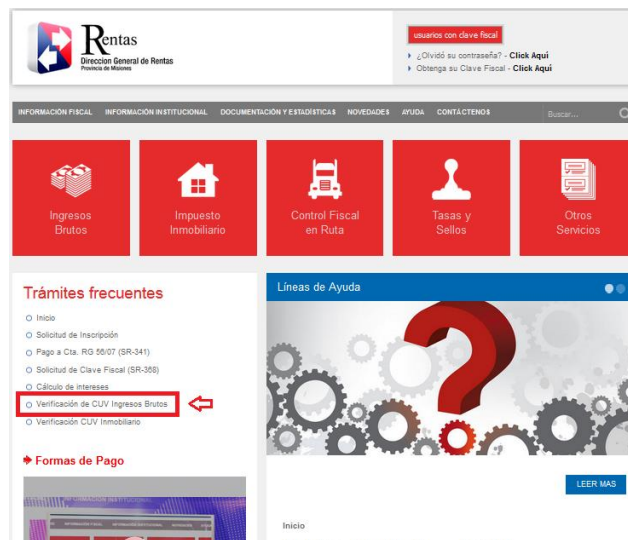 Rentas
Direccion General de Rentas
Provincia de Misiones
usuarios con clave fiscal
¿Olvidó su contraseña? - Click Aqui
Obtenga su Clave Fiscal - Click Aqui
INFORMACIÓN FISCAL INFORMACIÓN INSTITUCIONAL DOCUMENTACIÓN Y ESTADÍSTICAS NOVEDADES AYUDA CONTÁCTENOS Buscar...
Ingresos
Brutos
Impuesto
Inmobiliario
Control Fiscal
en Ruta
Tasas y
Sellos
Otros
Servicios
Trámites frecuentes
Inicio
Solicitud de Inscripción
Pago a Cta. RG 56/07 (SR-341)
Solicitud de Clave Fiscal (SR-368)
Cálculo de intereses
Verificación de CUV Ingresos Brutos
Verificación CUV Inmobiliario
Formas de Pago
Líneas de Ayuda
LEER MAS
Inicio